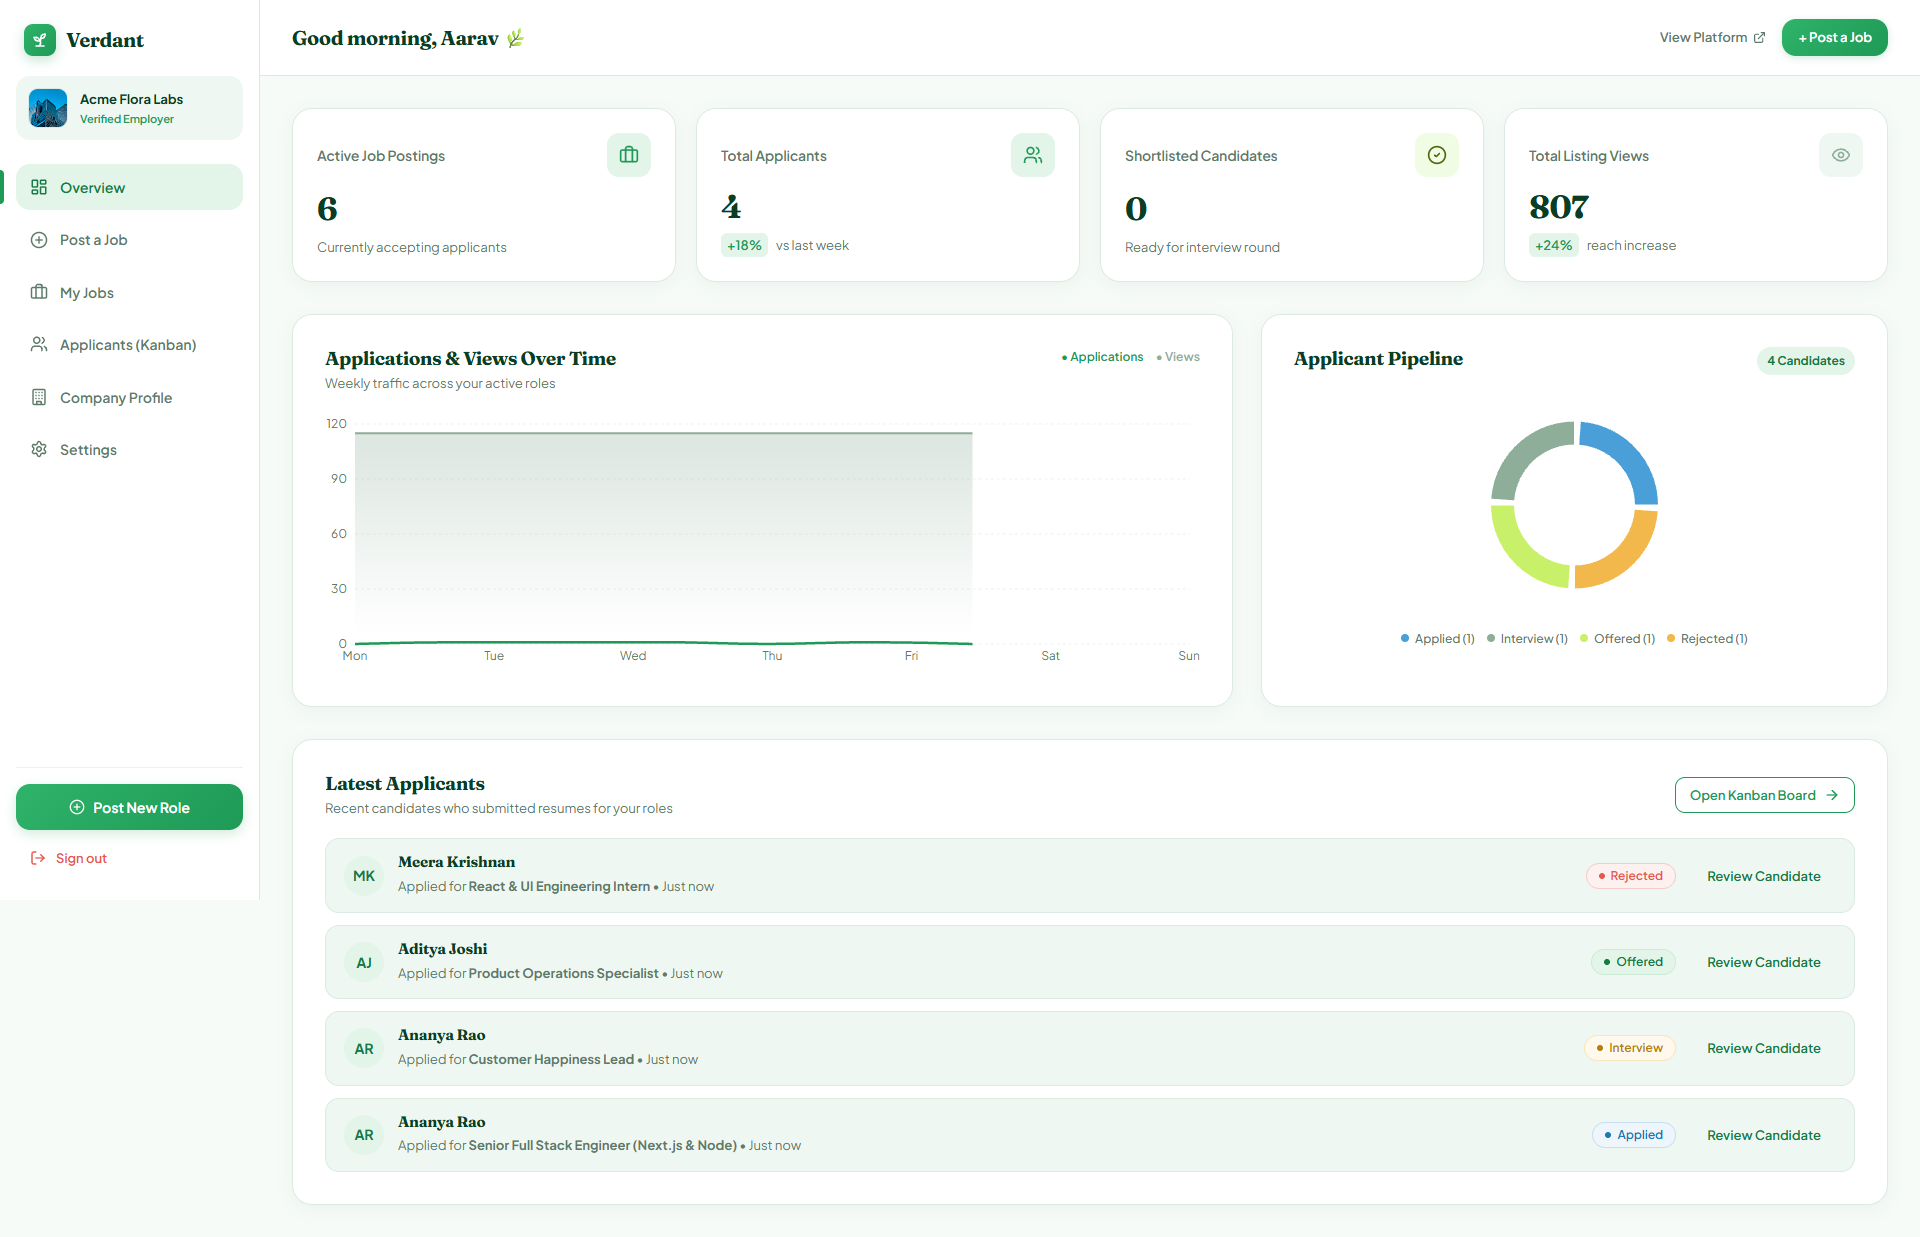 Verdant
Acme Flora Labs
Verified Employer
Overview
Post a Job
My Jobs
Applicants (Kanban)
Company Profile
Settings
Post New Role
Sign out
Good morning, Aarav
View Platform
+ Post a Job
Active Job Postings
6
Currently accepting applicants
Total Applicants
4
+18% vs last week
Shortlisted Candidates
0
Ready for interview round
Total Listing Views
807
+24% reach increase
Applications & Views Over Time
Weekly traffic across your active roles
• Applications • Views
120
90
60
30
0
Mon Tue Wed Thu Fri Sat Sun
Applicant Pipeline
4 Candidates
Applied (1) Interview (1) Offered (1) Rejected (1)
Latest Applicants
Recent candidates who submitted resumes for your roles
Open Kanban Board
MK
Meera Krishnan
Applied for React & UI Engineering Intern • Just now
• Rejected
Review Candidate
AJ
Aditya Joshi
Applied for Product Operations Specialist • Just now
• Offered
Review Candidate
AR
Ananya Rao
Applied for Customer Happiness Lead • Just now
• Interview
Review Candidate
AR
Ananya Rao
Applied for Senior Full Stack Engineer (Next.js & Node) • Just now
• Applied
Review Candidate